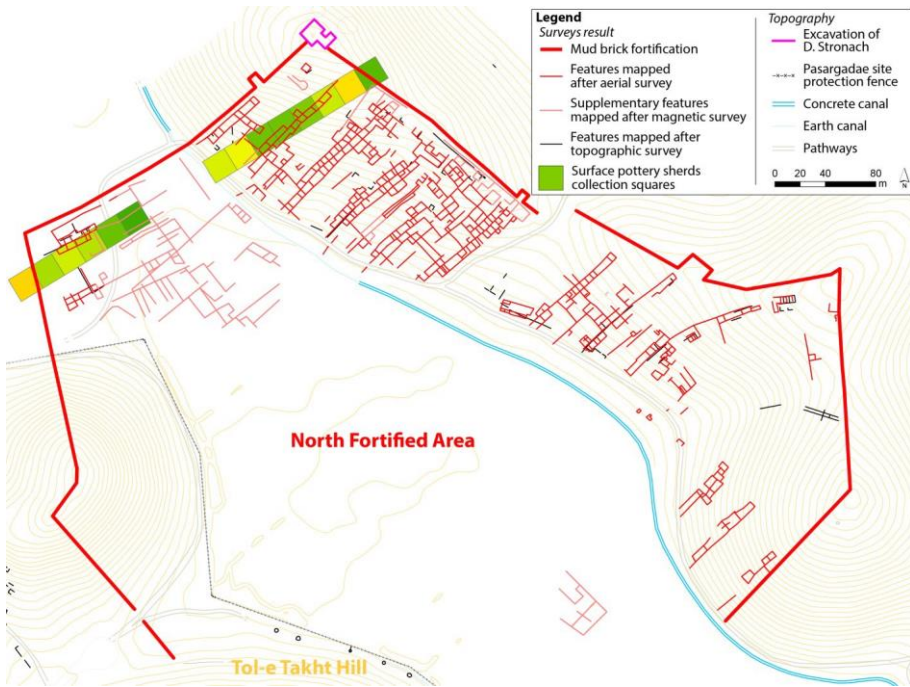 Legend
Surveys result
Mud brick fortification
Features mapped
after aerial survey
Supplementary features
mapped after magnetic survey
Features mapped after
topographic survey
Surface pottery sherds
collection squares
Topography
Excavation of
D. Stronach
Pasargadae site
protection fence
Concrete canal
Earth canal
Pathways
0 20 40 80
m
N
North Fortified Area
Tol-e Takht Hill